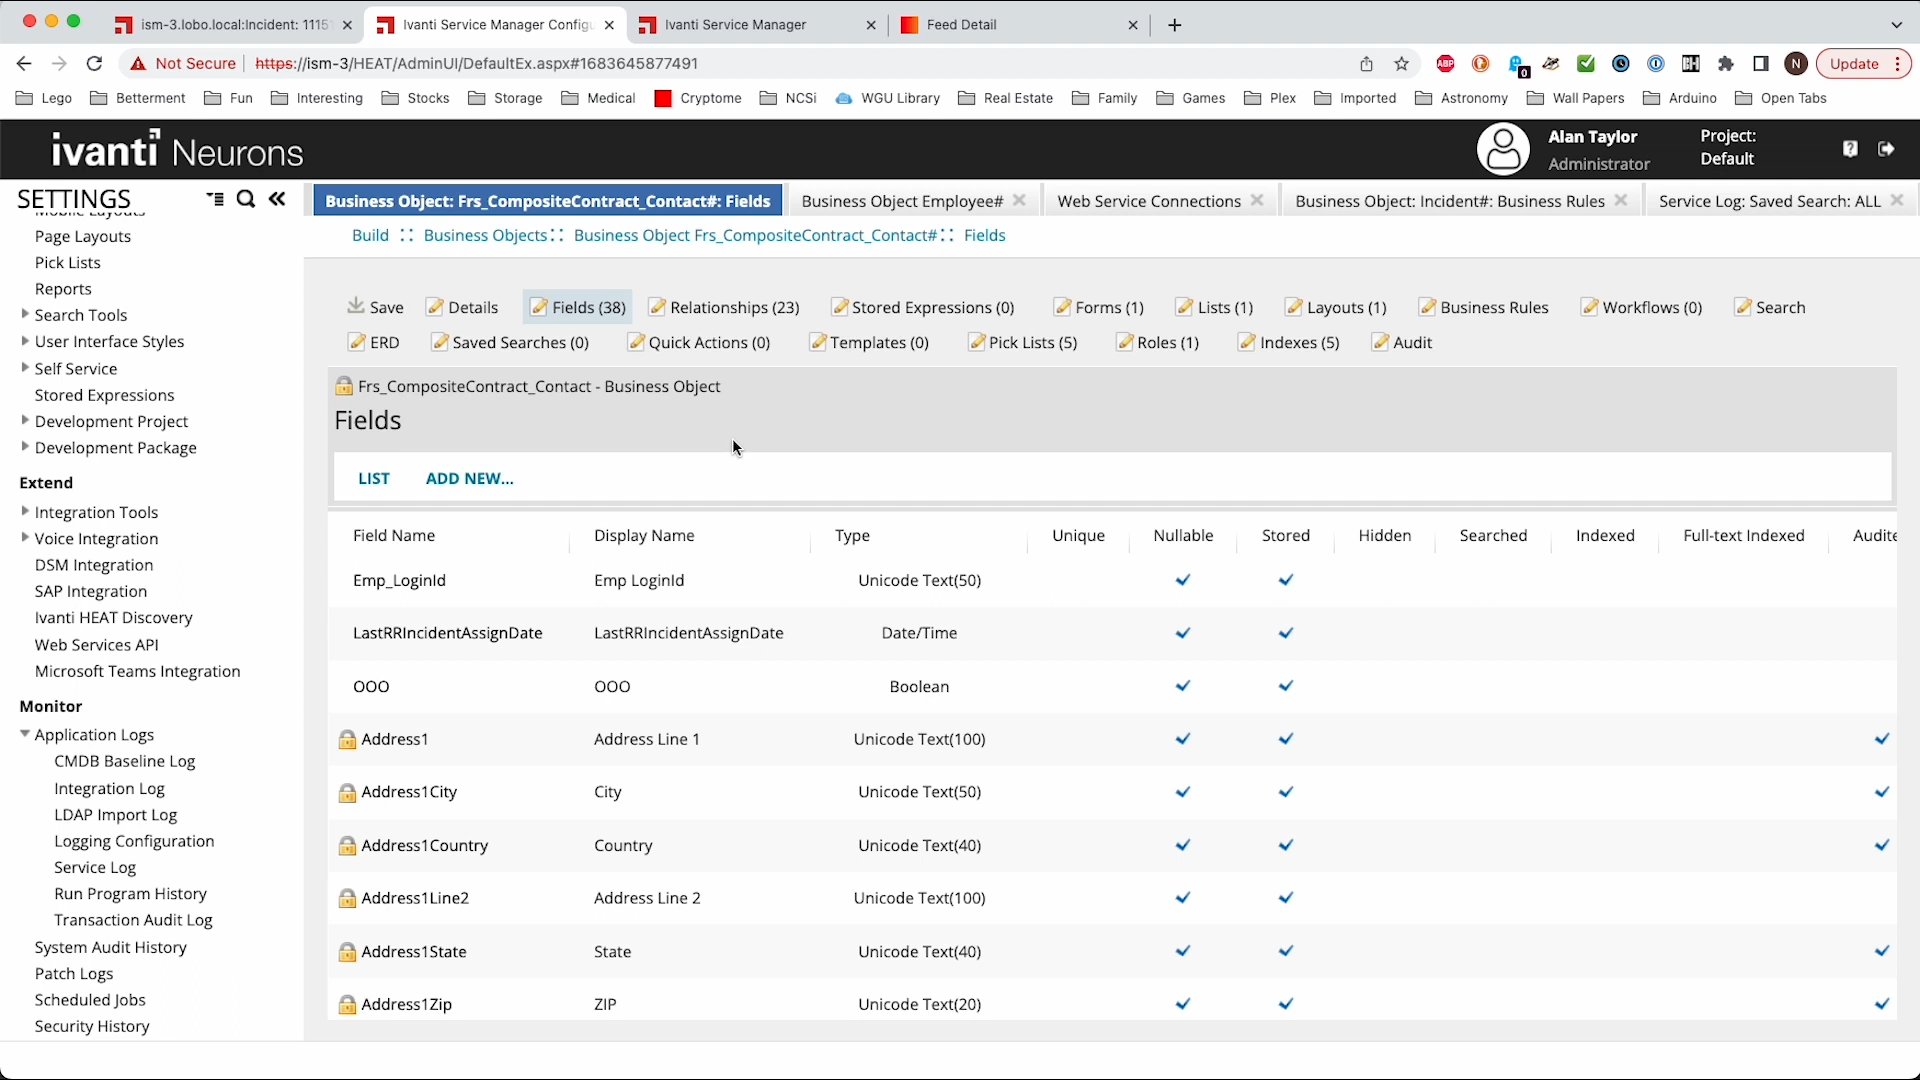 ism-3.lobo.local:Incident: 1115
Ivanti Service Manager Configu
Ivanti Service Manager
Feed Detail
Not Secure https://ism-3/HEAT/AdminUI/DefaultEx.aspx#1683645877491
ABP 0 N Update
Lego Betterment Fun Interesting Stocks Storage Medical Cryptome NCSi WGU Library Real Estate Family Games Plex Imported Astronomy Wall Papers Arduino Open Tabs
ivanti Neurons
Alan Taylor
Administrator
Project:
Default
SETTINGS
Mobile Layouts
Page Layouts
Pick Lists
Reports
Search Tools
User Interface Styles
Self Service
Stored Expressions
Development Project
Development Package
Extend
Integration Tools
Voice Integration
DSM Integration
SAP Integration
Ivanti HEAT Discovery
Web Services API
Microsoft Teams Integration
Monitor
Application Logs
CMDB Baseline Log
Integration Log
LDAP Import Log
Logging Configuration
Service Log
Run Program History
Transaction Audit Log
System Audit History
Patch Logs
Scheduled Jobs
Security History
Business Object: Frs_CompositeContract_Contact#: Fields
Business Object Employee#
Web Service Connections
Business Object: Incident#: Business Rules
Service Log: Saved Search: ALL
Build :: Business Objects:: Business Object Frs_CompositeContract_Contact#:: Fields
Save Details Fields (38) Relationships (23) Stored Expressions (0) Forms (1) Lists (1) Layouts (1) Business Rules Workflows (0) Search
ERD Saved Searches (0) Quick Actions (0) Templates (0) Pick Lists (5) Roles (1) Indexes (5) Audit
Frs_CompositeContract_Contact - Business Object
Fields
LIST ADD NEW...
Field Name Display Name Type Unique Nullable Stored Hidden Searched Indexed Full-text Indexed Audite
Emp_LoginId Emp LoginId Unicode Text(50)
LastRRIncidentAssignDate LastRRIncidentAssignDate Date/Time
OOO OOO Boolean
Address1 Address Line 1 Unicode Text(100)
Address1City City Unicode Text(50)
Address1Country Country Unicode Text(40)
Address1Line2 Address Line 2 Unicode Text(100)
Address1State State Unicode Text(40)
Address1Zip ZIP Unicode Text(20)